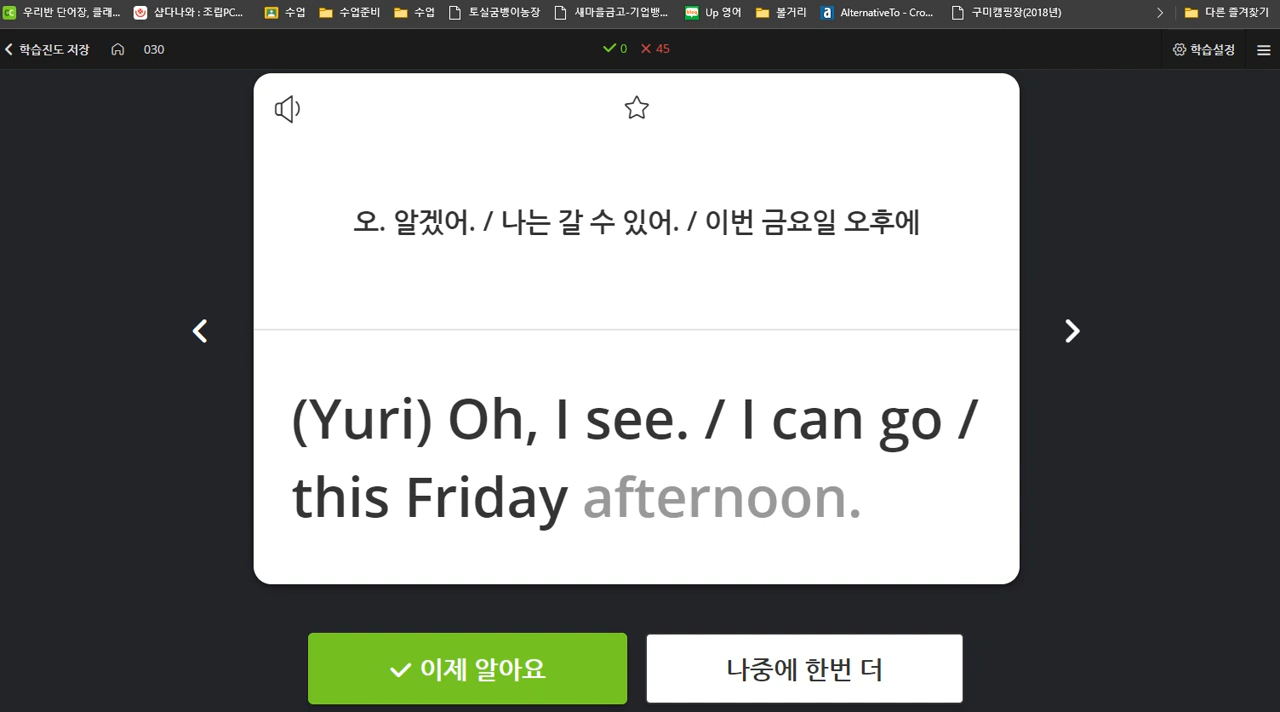 우리반 단어장, 클래... 샵다나와 : 조립PC... 수업 수업준비 수업 토실굼벵이농장 새마을금고-기업뱅... Up 영어 볼거리 AlternativeTo - Cro... 구미캠핑장(2018년) 다른 즐겨찾기
학습진도 저장 030 0 45 학습설정
오. 알겠어. / 나는 갈 수 있어. / 이번 금요일 오후에
(Yuri) Oh, I see. / I can go /
this Friday afternoon.
이제 알아요 나중에 한번 더